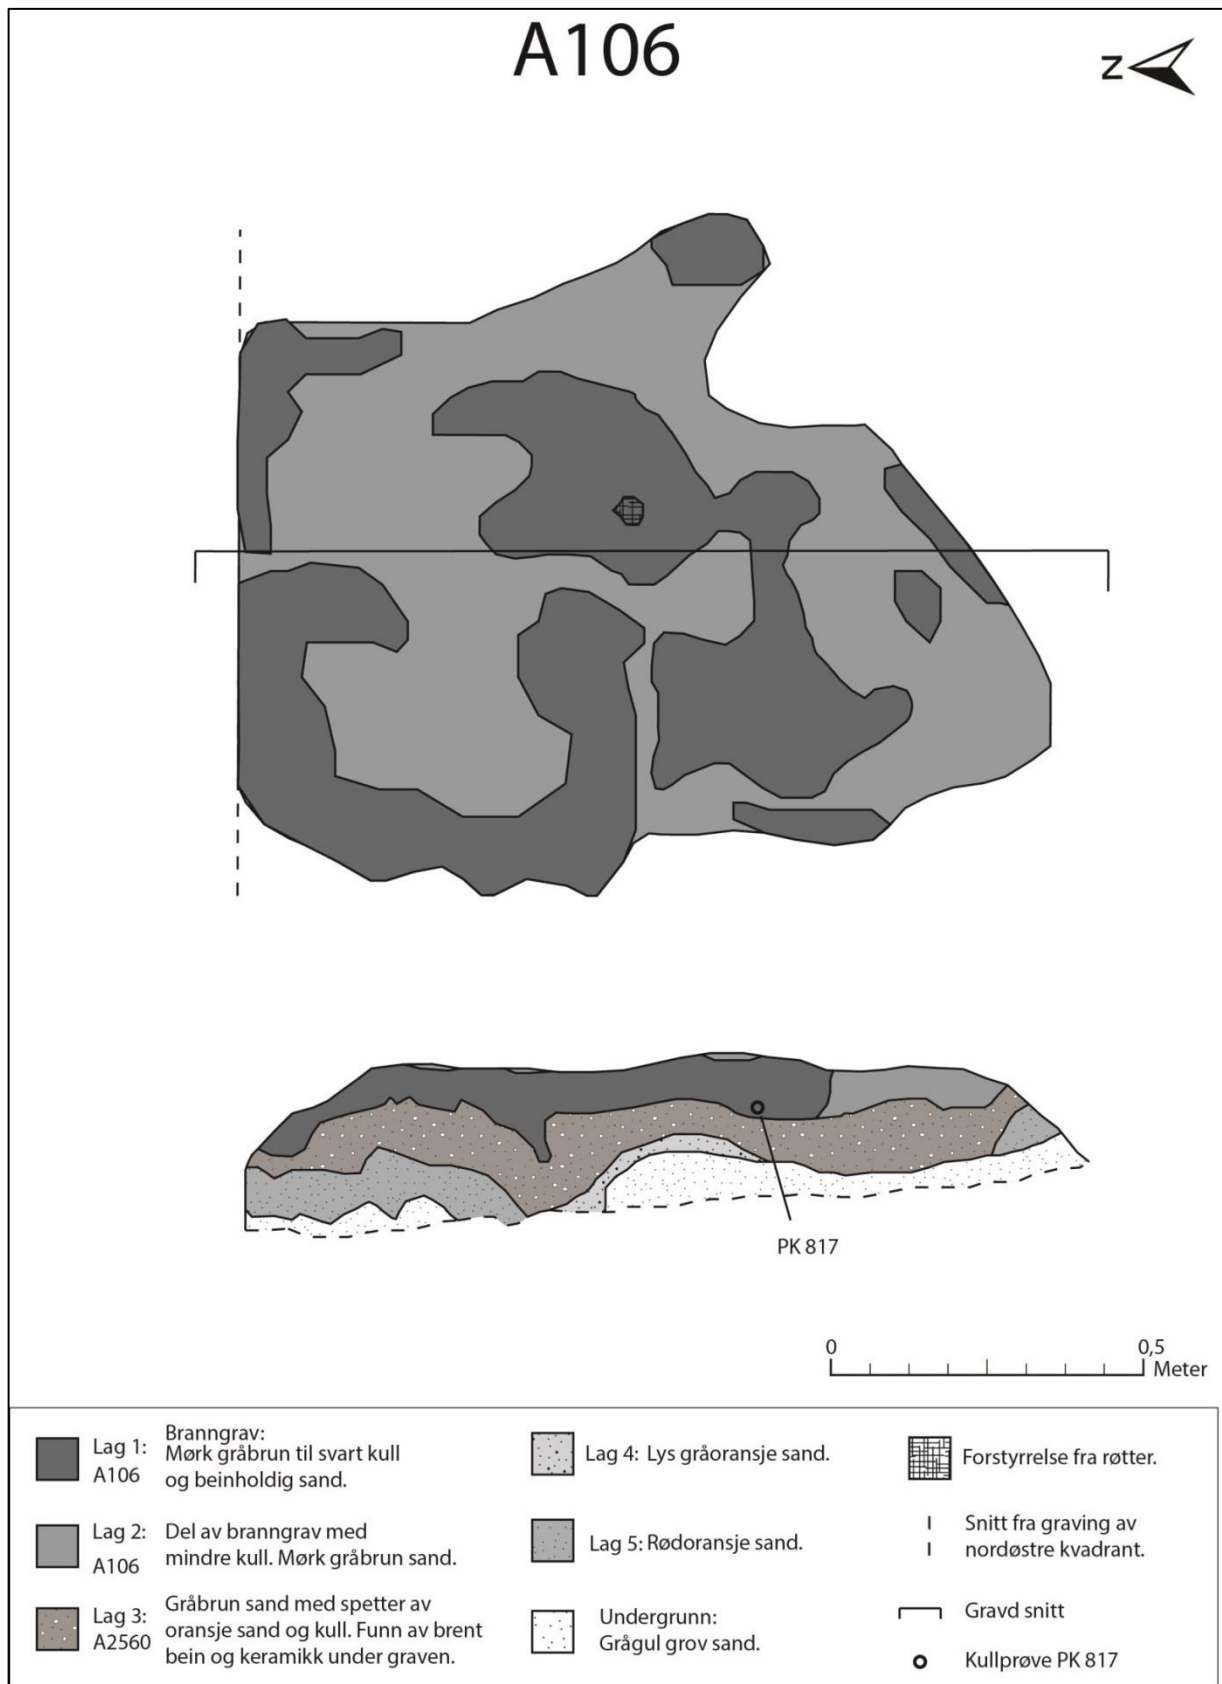 A106
N
PK 817
0
0,5
Meter
Lag 1:
A106
Branngrav:
Mørk gråbrun til svart kull
og beinholdig sand.
Lag 2:
A106
Del av branngrav med
mindre kull. Mørk gråbrun sand.
Lag 3:
A2560
Gråbrun sand med spetter av
oransje sand og kull. Funn av brent
bein og keramikk under graven.
Lag 4: Lys gråoransje sand.
Lag 5: Rødoransje sand.
Undergrunn:
Grågul grov sand.
Forstyrrelse fra røtter.
Snitt fra graving av
nordøstre kvadrant.
Gravd snitt
Kullprøve PK 817